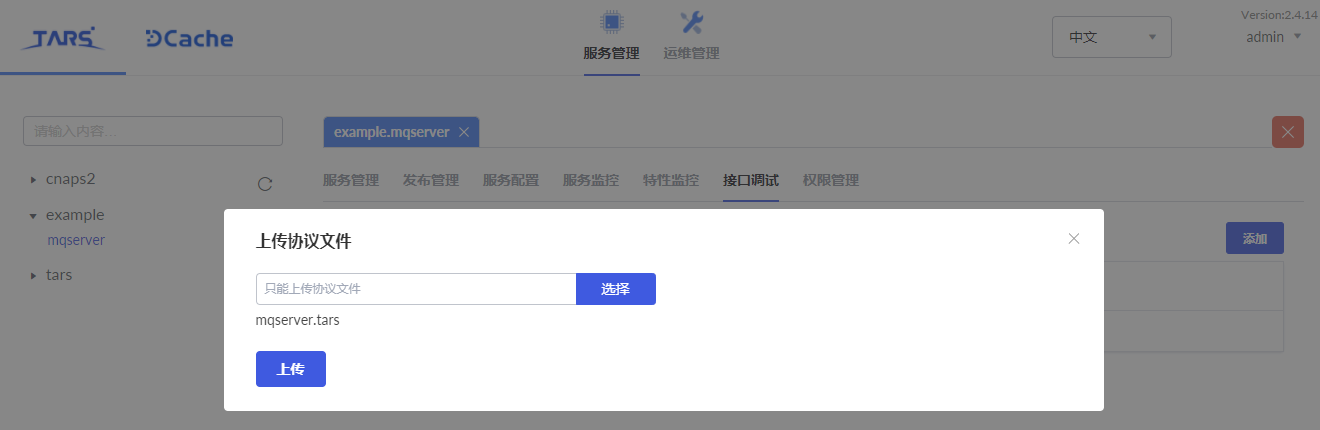 TARS
DCache
服务管理
运维管理
中文
Version:2.4.14
admin
请输入内容...
example.mqserver
cnaps2
example
mqserver
tars
服务管理 发布管理 服务配置 服务监控 特性监控 接口调试 权限管理
添加
上传协议文件
只能上传协议文件
选择
mqserver.tars
上传